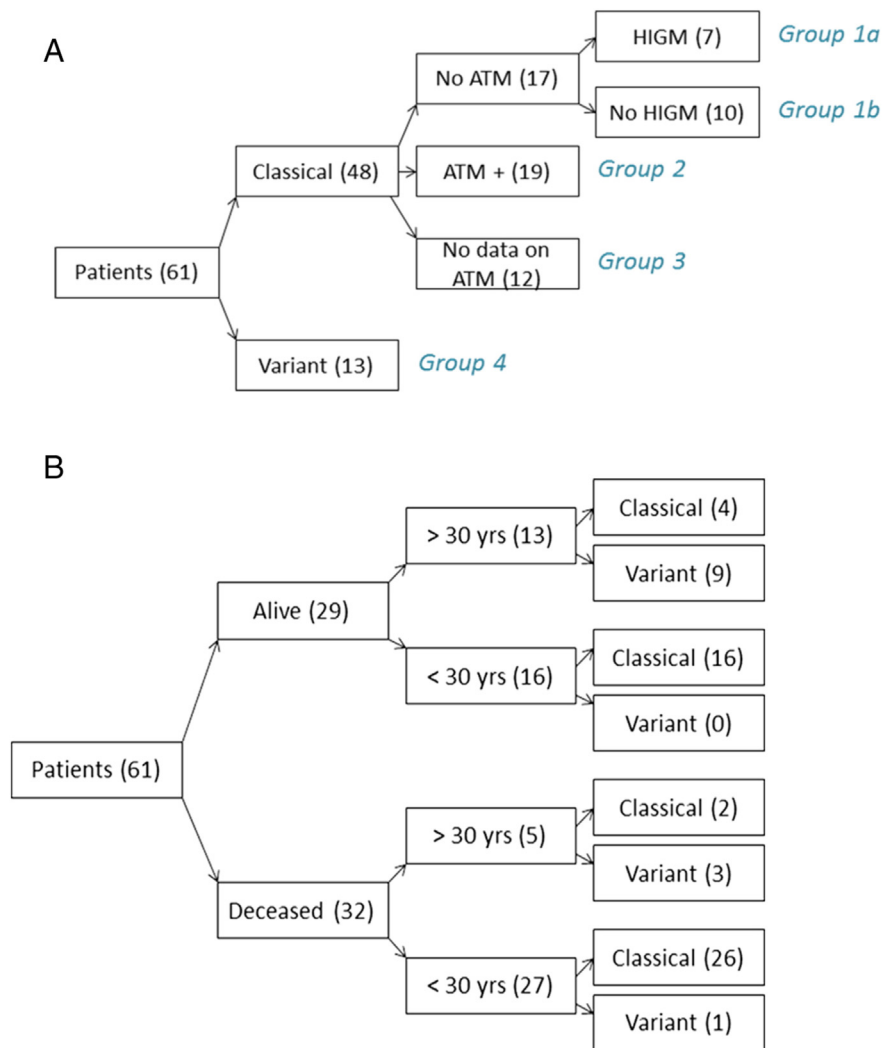 A
HIGM (7)
Group 1a
No ATM (17)
No HIGM (10)
Group 1b
Classical (48)
ATM + (19)
Group 2
No data on
ATM (12)
Group 3
Patients (61)
Variant (13)
Group 4
B
Classical (4)
> 30 yrs (13)
Variant (9)
Alive (29)
Classical (16)
< 30 yrs (16)
Variant (0)
Patients (61)
Classical (2)
> 30 yrs (5)
Variant (3)
Deceased (32)
Classical (26)
< 30 yrs (27)
Variant (1)